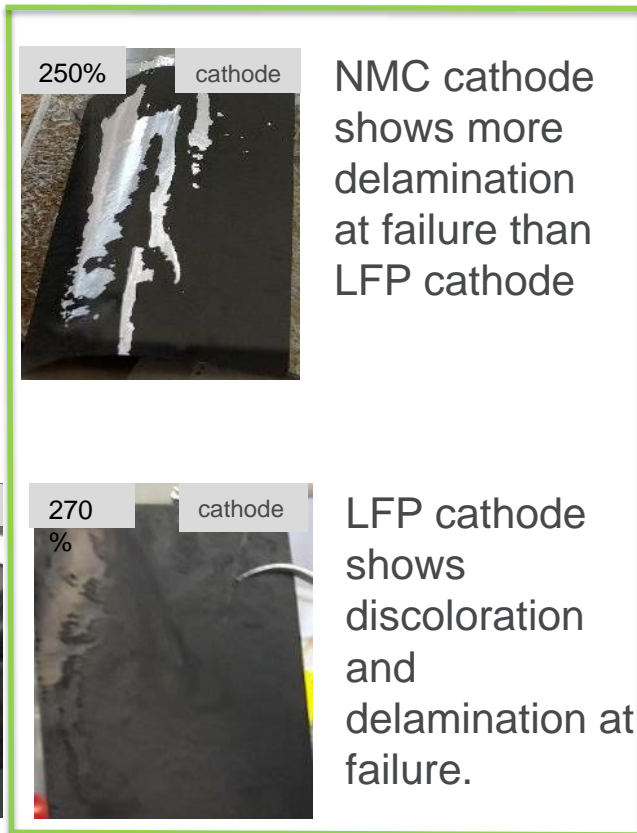 250%
cathode
NMC cathode
shows more
delamination
at failure than
LFP cathode
270
%
cathode
LFP cathode
shows
discoloration
and
delamination at
failure.